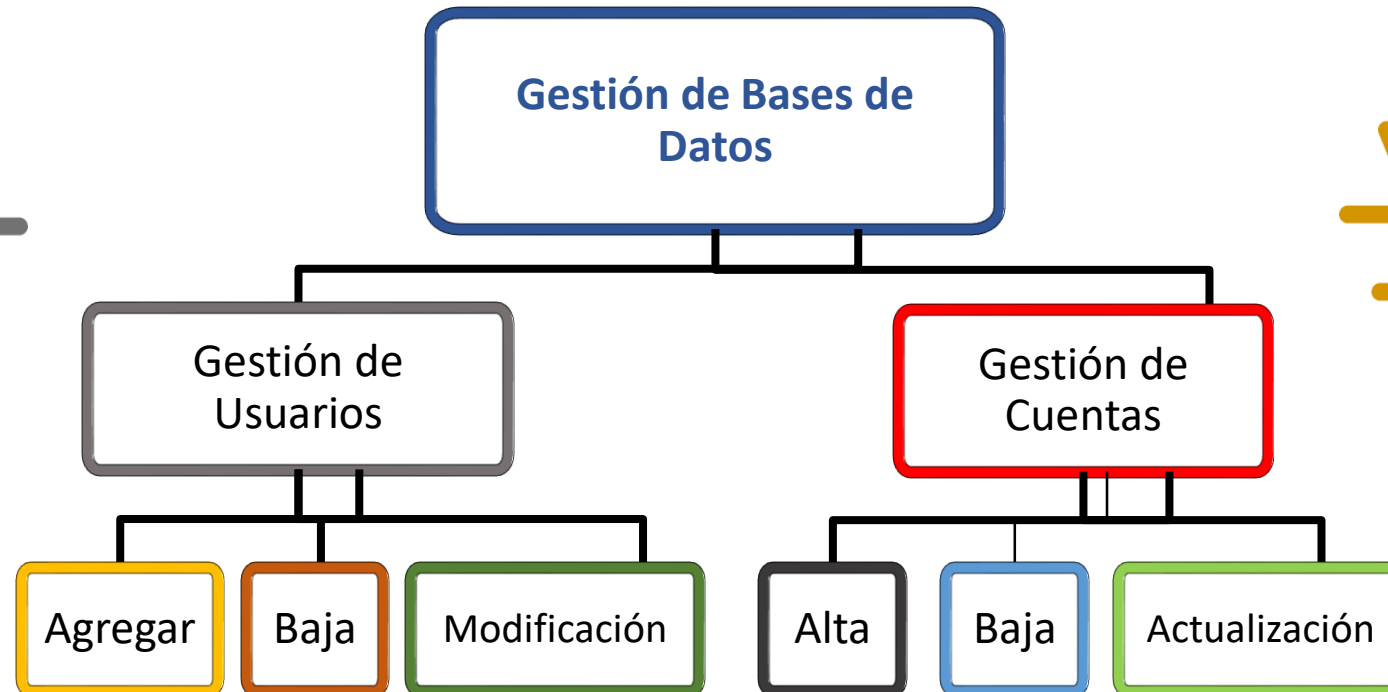 Gestión de Bases de
Datos
Gestión de
Usuarios
Gestión de
Cuentas
Agregar
Baja
Modificación
Alta
Baja
Actualización